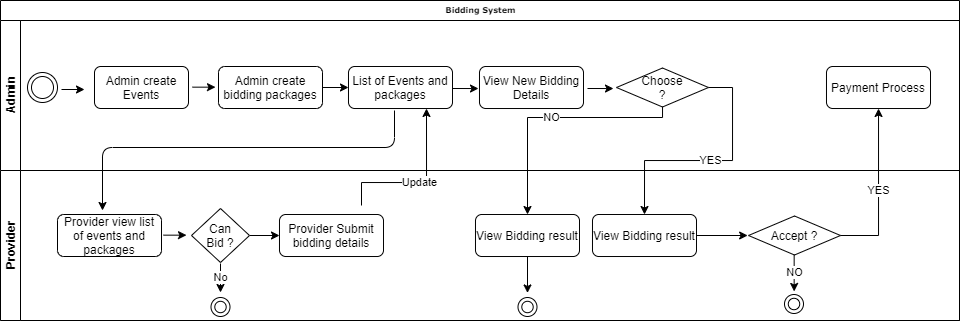 Bidding System
Admin
Admin create
Events
Admin create
bidding packages
List of Events and
packages
View New Bidding
Details
Choose
?
Payment Process
NO
YES
Update
YES
Provider
Provider view list
of events and
packages
Can
Bid ?
Provider Submit
bidding details
View Bidding result
View Bidding result
Accept ?
No
NO